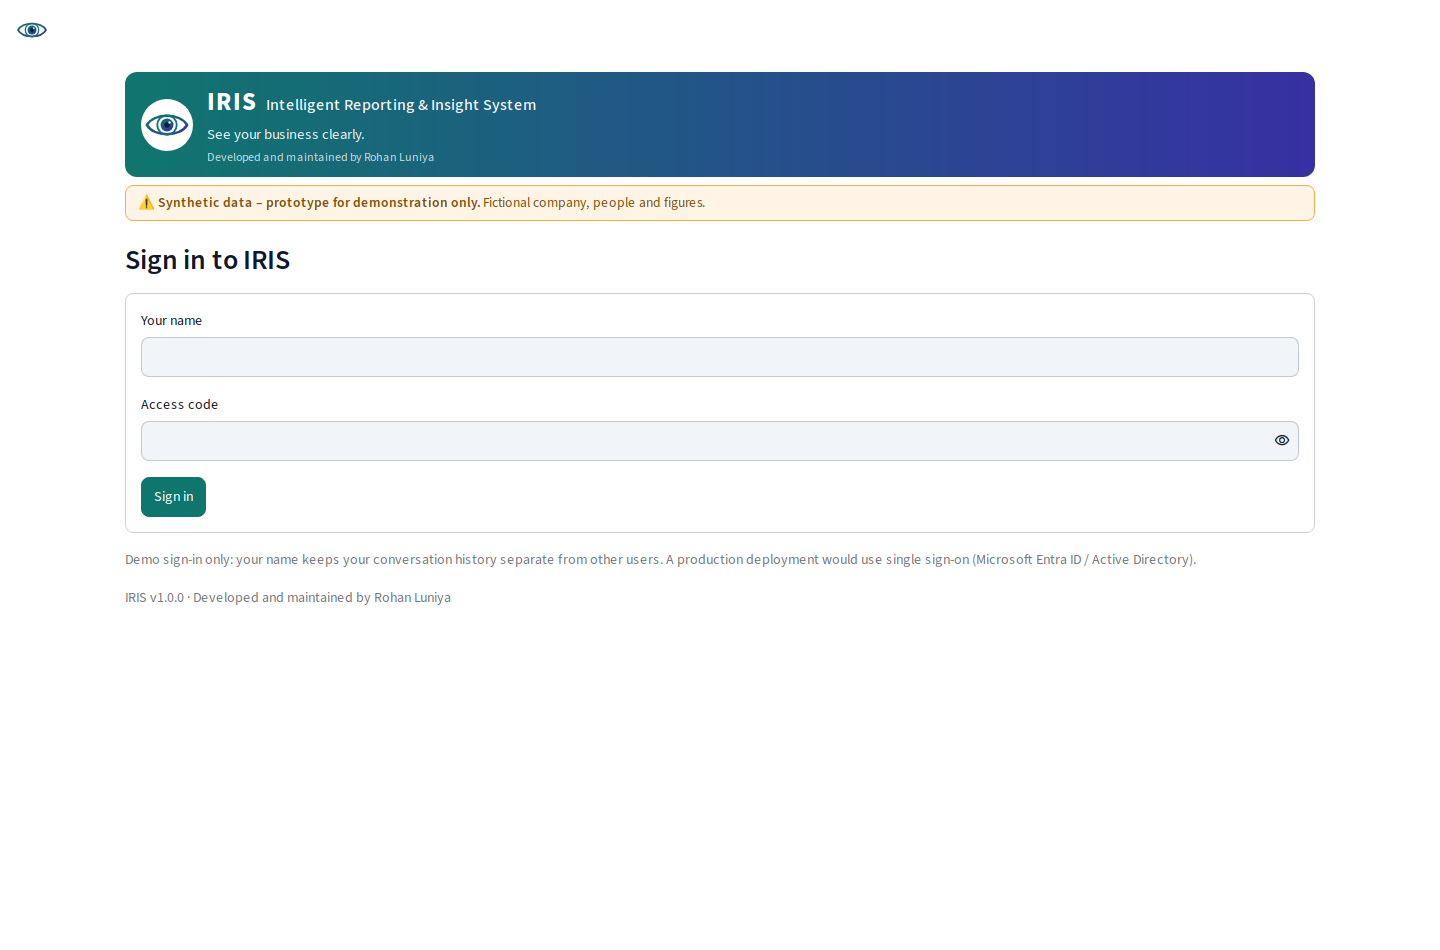 IRIS Intelligent Reporting & Insight System
See your business clearly.
Developed and maintained by Rohan Luniya
⚠️ Synthetic data – prototype for demonstration only. Fictional company, people and figures.
Sign in to IRIS
Your name
Access code
Sign in
Demo sign-in only: your name keeps your conversation history separate from other users. A production deployment would use single sign-on (Microsoft Entra ID / Active Directory).
IRIS v1.0.0 · Developed and maintained by Rohan Luniya